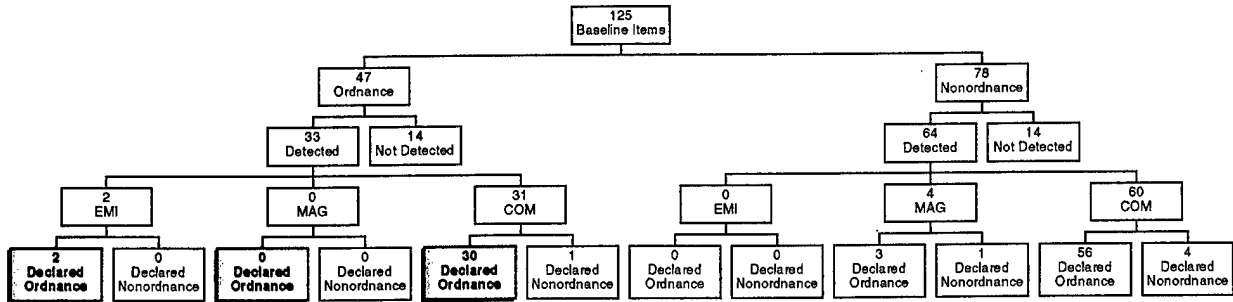 125
Baseline Items
47
Ordnance
78
Nonordnance
33
Detected
14
Not Detected
64
Detected
14
Not Detected
2
EMI
0
MAG
31
COM
0
EMI
4
MAG
60
COM
2
Declared
Ordnance
0
Declared
Nonordnance
0
Declared
Ordnance
0
Declared
Nonordnance
30
Declared
Ordnance
1
Declared
Nonordnance
0
Declared
Ordnance
0
Declared
Nonordnance
3
Declared
Ordnance
1
Declared
Nonordnance
56
Declared
Ordnance
4
Declared
Nonordnance